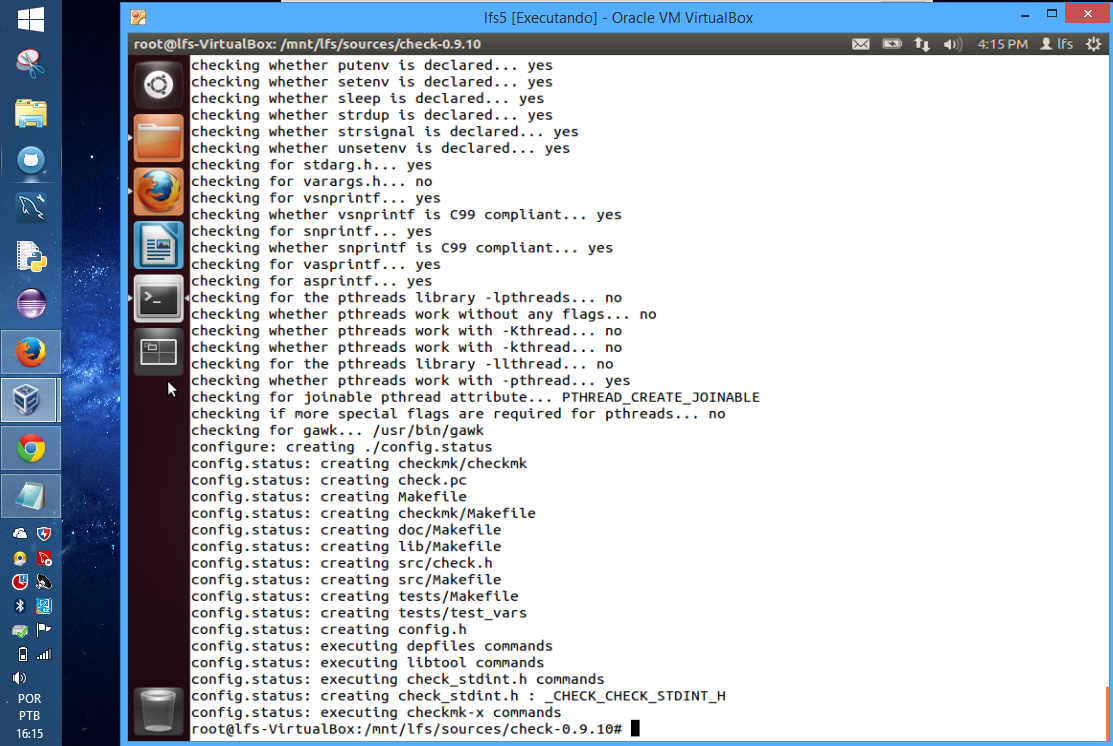 lfs5 [Executando] - Oracle VM VirtualBox
root@lfs-VirtualBox: /mnt/lfs/sources/check-0.9.10
4:15 PM lfs
checking whether putenv is declared... yes
checking whether setenv is declared... yes
checking whether sleep is declared... yes
checking whether strdup is declared... yes
checking whether strsignal is declared... yes
checking whether unsetenv is declared... yes
checking for stdarg.h... yes
checking for varargs.h... no
checking for vsnprintf... yes
checking whether vsnprintf is C99 compliant... yes
checking for snprintf... yes
checking whether snprintf is C99 compliant... yes
checking for vasprintf... yes
checking for asprintf... yes
checking for the pthreads library -lpthreads... no
checking whether pthreads work without any flags... no
checking whether pthreads work with -Kthread... no
checking whether pthreads work with -kthread... no
checking for the pthreads library -llthread... no
checking whether pthreads work with -pthread... yes
checking for joinable pthread attribute... PTHREAD_CREATE_JOINABLE
checking if more special flags are required for pthreads... no
checking for gawk... /usr/bin/gawk
configure: creating ./config.status
config.status: creating checkmk/checkmk
config.status: creating check.pc
config.status: creating Makefile
config.status: creating checkmk/Makefile
config.status: creating doc/Makefile
config.status: creating lib/Makefile
config.status: creating src/check.h
config.status: creating src/Makefile
config.status: creating tests/Makefile
config.status: creating tests/test_vars
config.status: creating config.h
config.status: executing depfiles commands
config.status: executing libtool commands
config.status: executing check_stdint.h commands
config.status: creating check_stdint.h : _CHECK_CHECK_STDINT_H
config.status: executing checkmk-x commands
root@lfs-VirtualBox:/mnt/lfs/sources/check-0.9.10#
POR
PTB
16:15